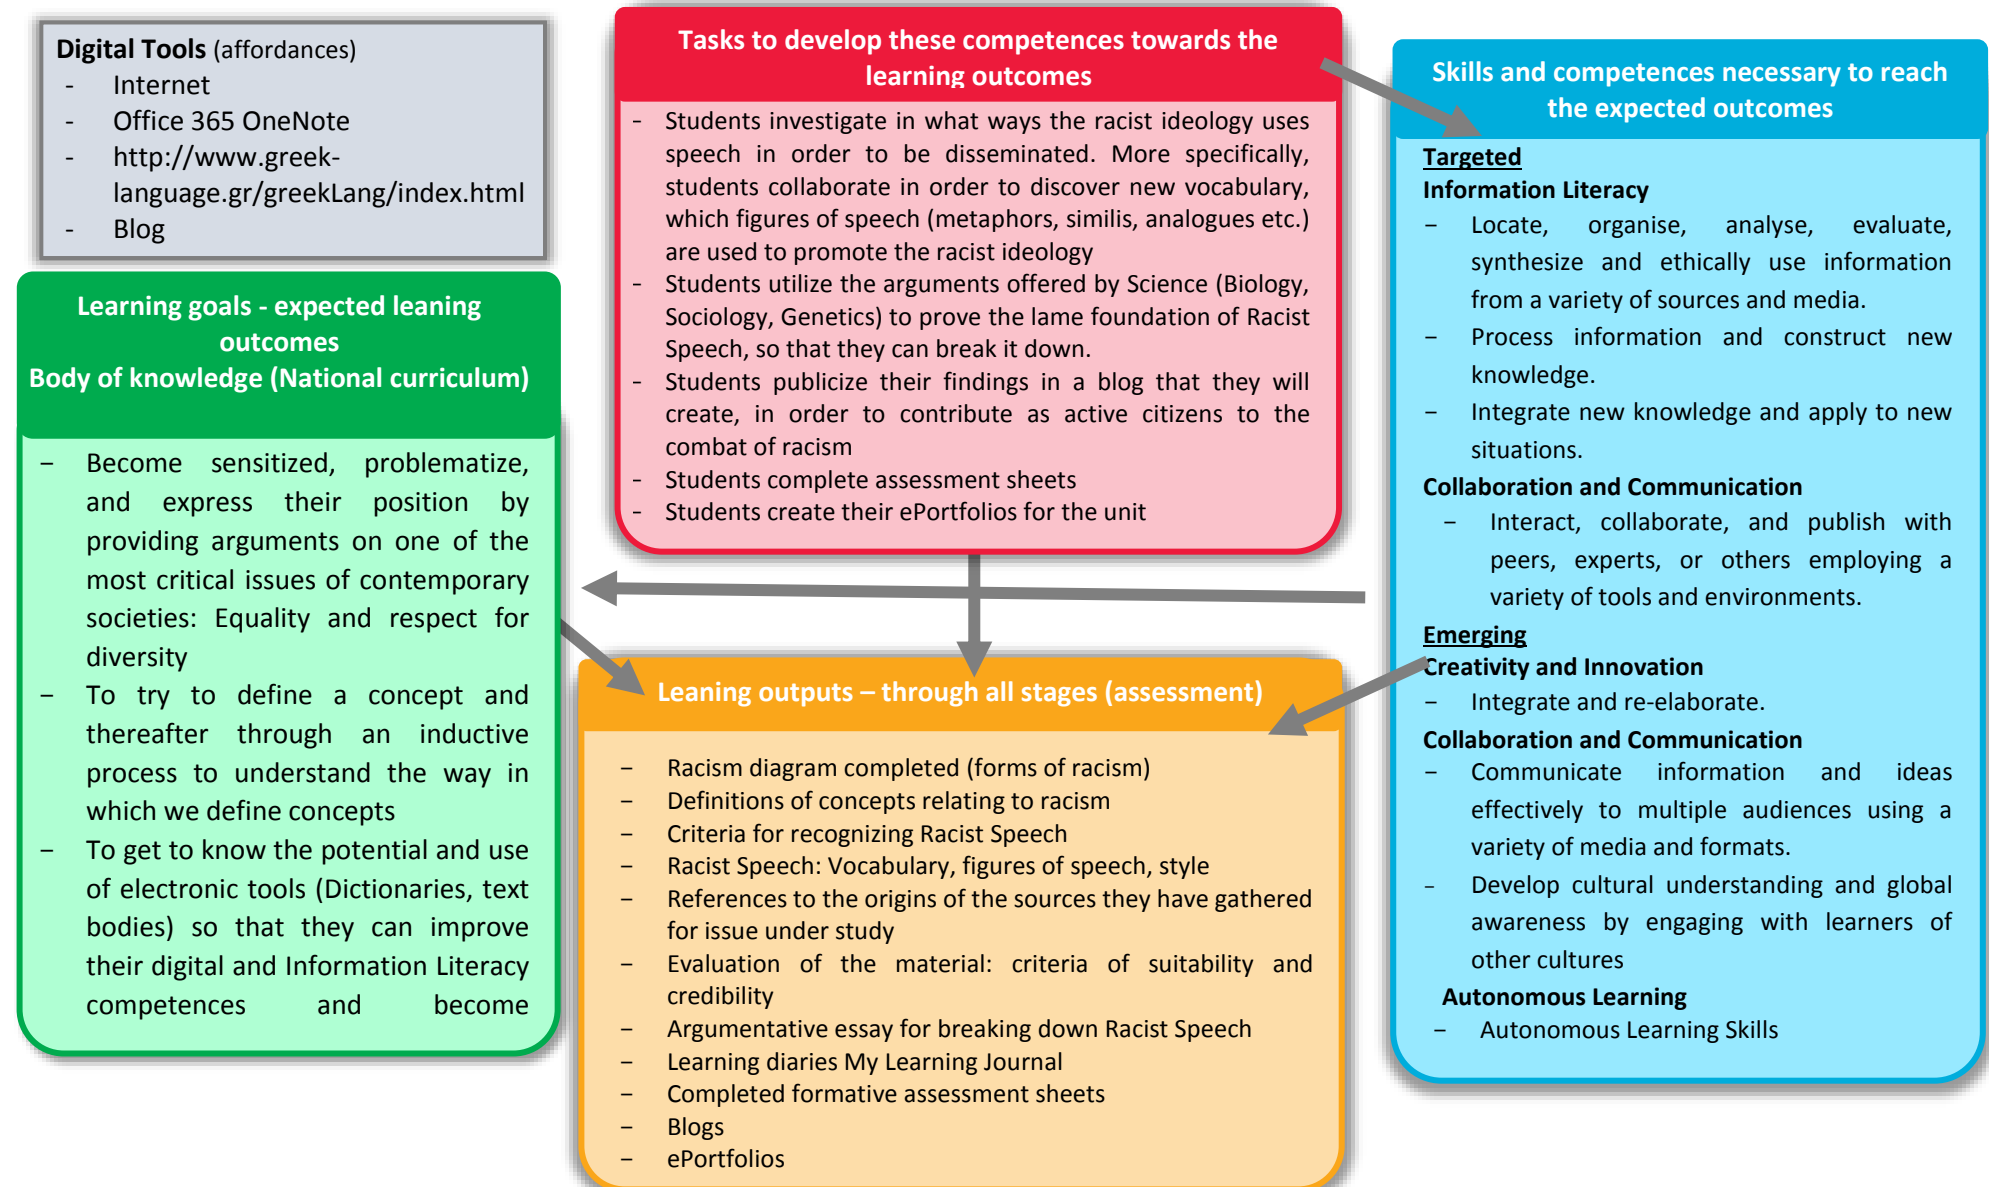 Digital Tools (affordances)
- Internet
- Office 365 OneNote
- http://www.greek-
language.gr/greekLang/index.html
- Blog
Learning goals - expected leaning
outcomes
Body of knowledge (National curriculum)
– Become sensitized, problematize,
and express their position by
providing arguments on one of the
most critical issues of contemporary
societies: Equality and respect for
diversity
– To try to define a concept and
thereafter through an inductive
process to understand the way in
which we define concepts
– To get to know the potential and use
of electronic tools (Dictionaries, text
bodies) so that they can improve
their digital and Information Literacy
competences and become
Tasks to develop these competences towards the
learning outcomes
- Students investigate in what ways the racist ideology uses
speech in order to be disseminated. More specifically,
students collaborate in order to discover new vocabulary,
which figures of speech (metaphors, similis, analogues etc.)
are used to promote the racist ideology
- Students utilize the arguments offered by Science (Biology,
Sociology, Genetics) to prove the lame foundation of Racist
Speech, so that they can break it down.
- Students publicize their findings in a blog that they will
create, in order to contribute as active citizens to the
combat of racism
- Students complete assessment sheets
- Students create their ePortfolios for the unit
Leaning outputs – through all stages (assessment)
– Racism diagram completed (forms of racism)
– Definitions of concepts relating to racism
– Criteria for recognizing Racist Speech
– Racist Speech: Vocabulary, figures of speech, style
– References to the origins of the sources they have gathered
for issue under study
– Evaluation of the material: criteria of suitability and
credibility
– Argumentative essay for breaking down Racist Speech
– Learning diaries My Learning Journal
– Completed formative assessment sheets
– Blogs
– ePortfolios
Skills and competences necessary to reach
the expected outcomes
Targeted
Information Literacy
– Locate, organise, analyse, evaluate,
synthesize and ethically use information
from a variety of sources and media.
– Process information and construct new
knowledge.
– Integrate new knowledge and apply to new
situations.
Collaboration and Communication
– Interact, collaborate, and publish with
peers, experts, or others employing a
variety of tools and environments.
Emerging
Creativity and Innovation
– Integrate and re-elaborate.
Collaboration and Communication
– Communicate information and ideas
effectively to multiple audiences using a
variety of media and formats.
– Develop cultural understanding and global
awareness by engaging with learners of
other cultures
Autonomous Learning
– Autonomous Learning Skills